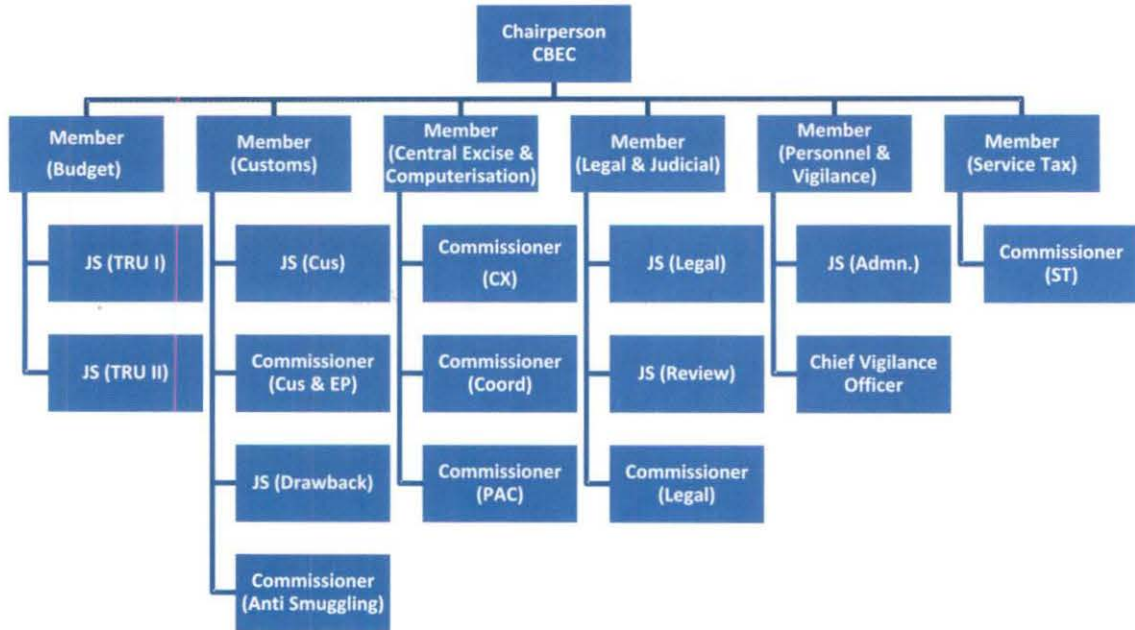 Chairperson
CBEC
Member
(Budget)
Member
(Customs)
Member
(Central Excise &
Computerisation)
Member
(Legal & Judicial)
Member
(Personnel &
Vigilance)
Member
(Service Tax)
JS (TRU I)
JS (TRU II)
JS (Cus)
Commissioner
(Cus & EP)
JS (Drawback)
Commissioner
(Anti Smuggling)
Commissioner
(CX)
Commissioner
(Coord)
Commissioner
(PAC)
JS (Legal)
JS (Review)
Commissioner
(Legal)
JS (Admn.)
Chief Vigilance
Officer
Commissioner
(ST)